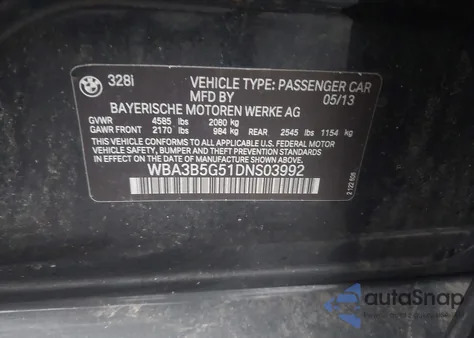 328i
VEHICLE TYPE: PASSENGER CAR
MFD BY 05/13
BAYERISCHE MOTOREN WERKE AG
GVWR 4585 lbs 2080 kg
GAWR FRONT 2170 lbs 984 kg REAR 2545 lbs 1154 kg
THIS VEHICLE CONFORMS TO ALL APPLICABLE
U.S. FEDERAL MOTOR VEHICLE SAFETY,
BUMPER, AND THEFT PREVENTION STANDARDS
IN EFFECT ON THE DATE OF MANUFACTURE SHOWN ABOVE.
WBA3B5G51DNS03992
autoSnap